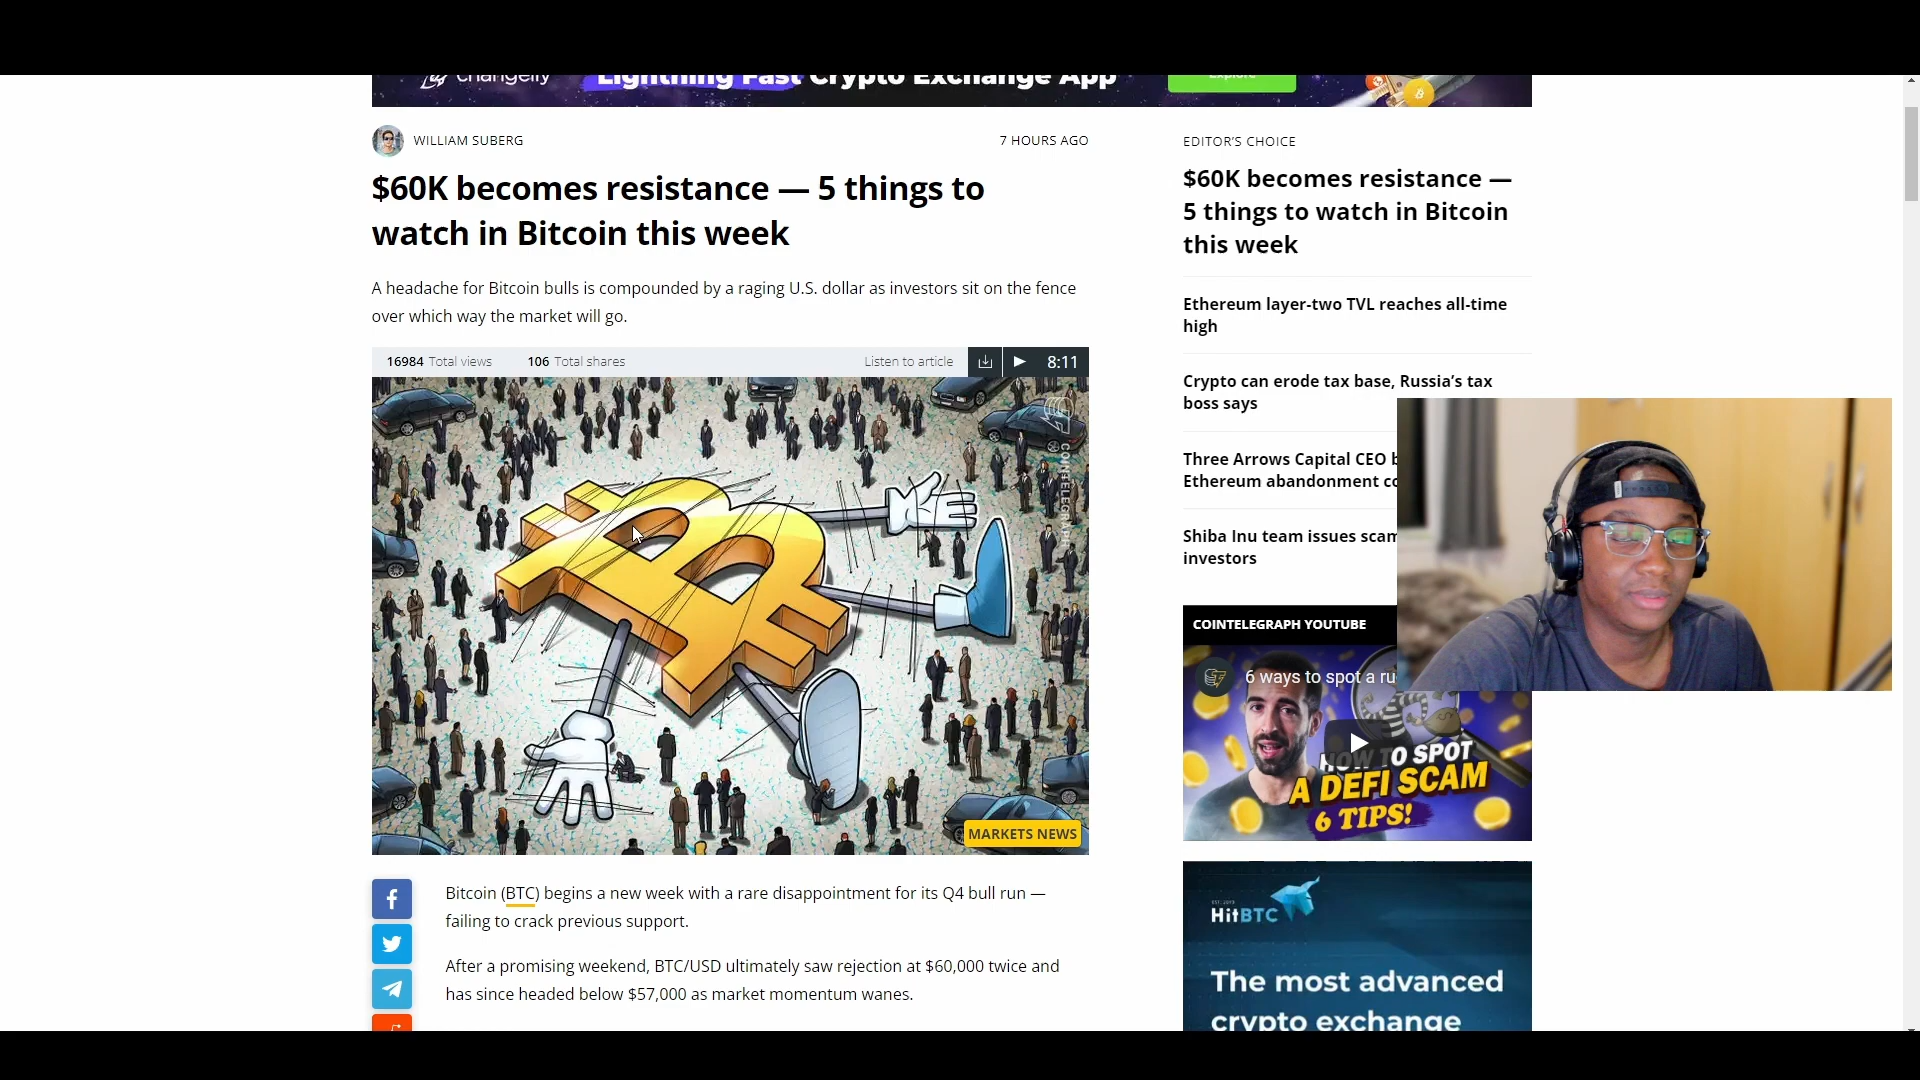 changelly
Lightning Fast Crypto Exchange App
Explore
WILLIAM SUBERG
7 HOURS AGO
$60K becomes resistance — 5 things to
watch in Bitcoin this week
A headache for Bitcoin bulls is compounded by a raging U.S. dollar as investors sit on the fence
over which way the market will go.
16984 Total views
106 Total shares
Listen to article
8:11
COINTELEGRAPH
MARKETS NEWS
Bitcoin (BTC) begins a new week with a rare disappointment for its Q4 bull run —
failing to crack previous support.
After a promising weekend, BTC/USD ultimately saw rejection at $60,000 twice and
has since headed below $57,000 as market momentum wanes.
EDITOR'S CHOICE
$60K becomes resistance —
5 things to watch in Bitcoin
this week
Ethereum layer-two TVL reaches all-time
high
Crypto can erode tax base, Russia's tax
boss says
Three Arrows Capital CEO
Ethereum abandonment
Shiba Inu team issues scam
investors
COINTELEGRAPH YOUTUBE
6 ways to spot a
HOW TO SPOT
A DEFI SCAM
6 TIPS!
HitBTC
The most advanced
crypto exchange